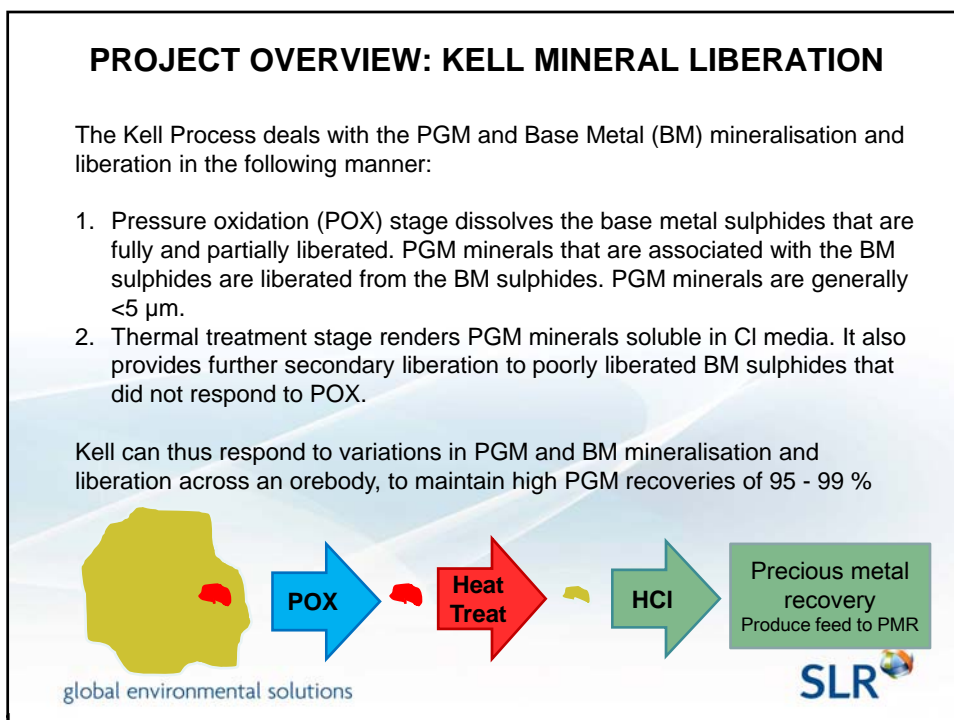 PROJECT OVERVIEW: KELL MINERAL LIBERATION
The Kell Process deals with the PGM and Base Metal (BM) mineralisation and
liberation in the following manner:
1. Pressure oxidation (POX) stage dissolves the base metal sulphides that are
fully and partially liberated. PGM minerals that are associated with the BM
sulphides are liberated from the BM sulphides. PGM minerals are generally
<5 µm.
2. Thermal treatment stage renders PGM minerals soluble in Cl media. It also
provides further secondary liberation to poorly liberated BM sulphides that
did not respond to POX.
Kell can thus respond to variations in PGM and BM mineralisation and
liberation across an orebody, to maintain high PGM recoveries of 95 - 99 %
POX
Heat
Treat
HCl
Precious metal
recovery
Produce feed to PMR
global environmental solutions
SLR